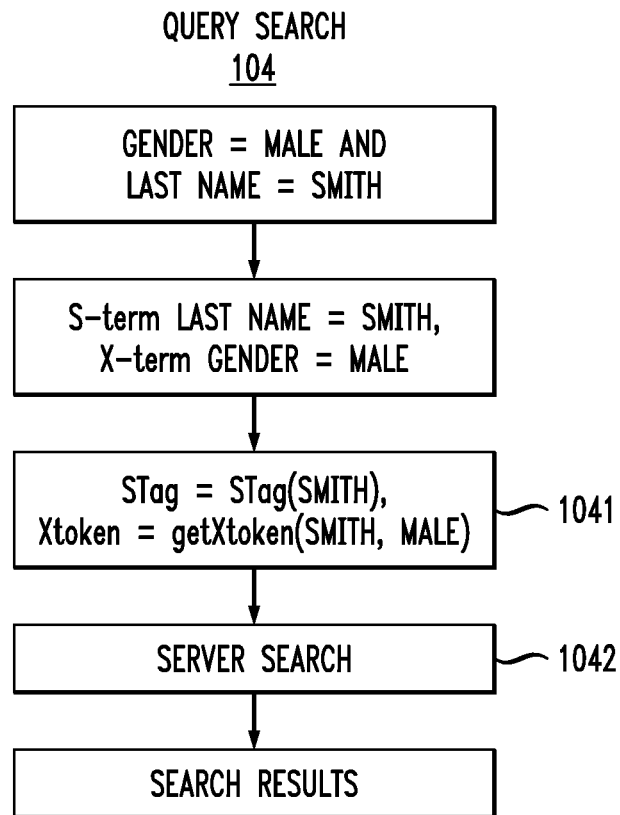 QUERY SEARCH
104
GENDER = MALE AND
LAST NAME = SMITH
S-term LAST NAME = SMITH,
X-term GENDER = MALE
STag = STag(SMITH),
Xtoken = getXtoken(SMITH, MALE)
1041
SERVER SEARCH
1042
SEARCH RESULTS